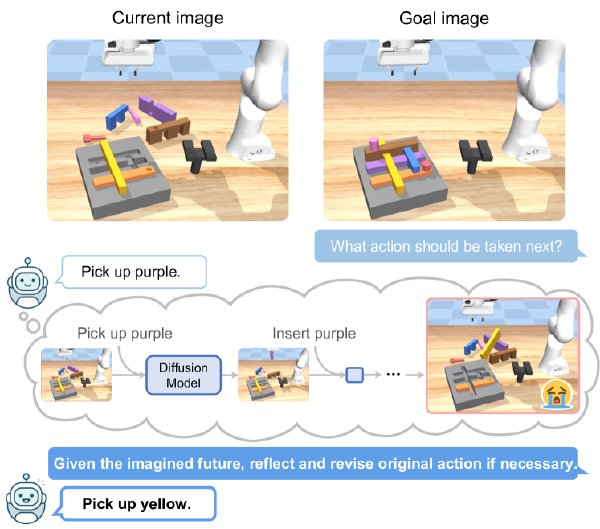 Current image
Goal image
What action should be taken next?
Pick up purple.
Pick up purple
Insert purple
Diffusion
Model
...
Given the imagined future, reflect and revise original action if necessary.
Pick up yellow.